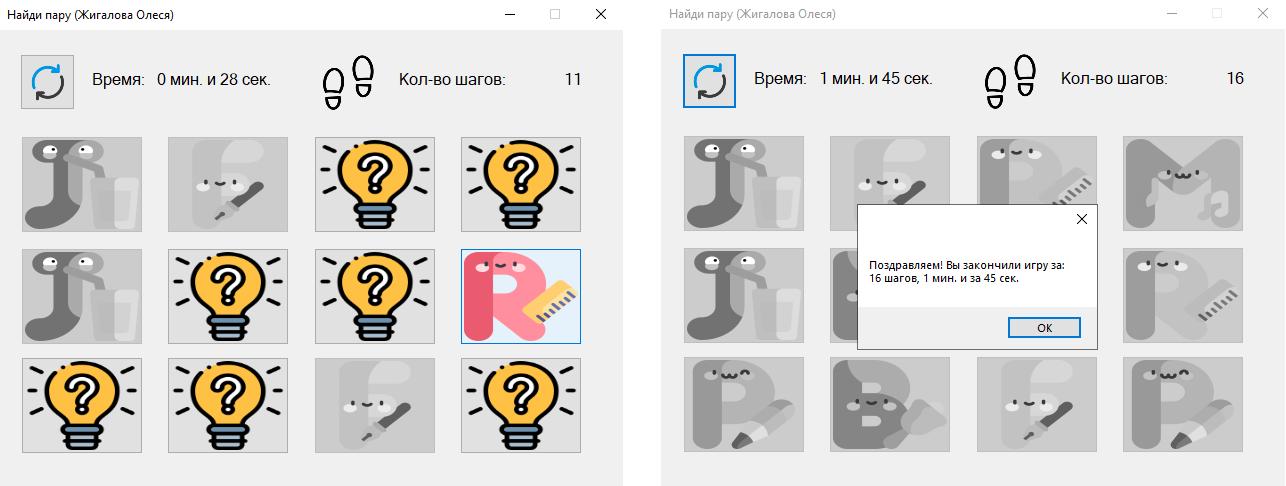 Найди пару (Жигалова Олеся)
Время: 0 мин. и 28 сек. Кол-во шагов: 11
? ?
J F
J ? ? R
? ? F ?
Найди пару (Жигалова Олеся)
Время: 1 мин. и 45 сек. Кол-во шагов: 16
J F R M
J R
Поздравляем! Вы закончили игру за:
16 шагов, 1 мин. и за 45 сек.
ОК
P B F P